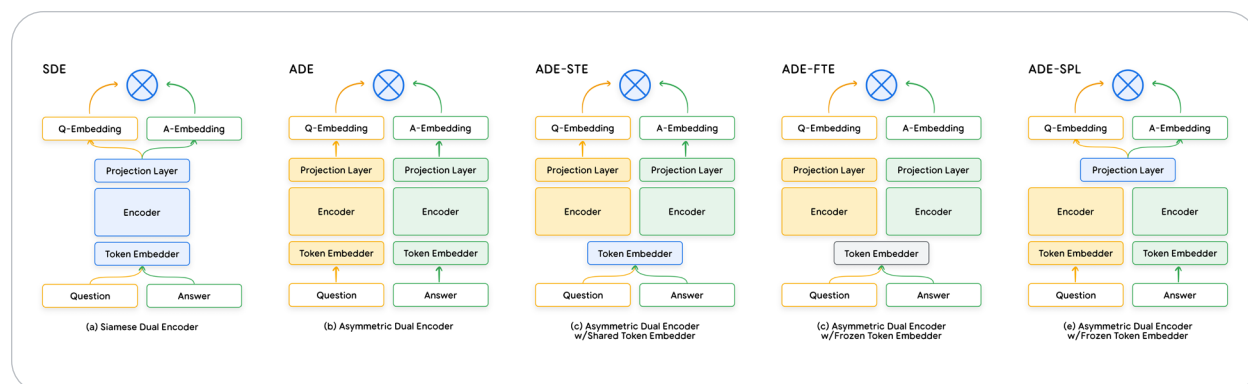 SDE
Q-Embedding
A-Embedding
Projection Layer
Encoder
Token Embedder
Question
Answer
(a) Siamese Dual Encoder
ADE
Q-Embedding
A-Embedding
Projection Layer
Projection Layer
Encoder
Encoder
Token Embedder
Token Embedder
Question
Answer
(b) Asymmetric Dual Encoder
ADE-STE
Q-Embedding
A-Embedding
Projection Layer
Projection Layer
Encoder
Encoder
Token Embedder
Question
Answer
(c) Asymmetric Dual Encoder
w/Shared Token Embedder
ADE-FTE
Q-Embedding
A-Embedding
Projection Layer
Projection Layer
Encoder
Encoder
Token Embedder
Question
Answer
(c) Asymmetric Dual Encoder
w/Frozen Token Embedder
ADE-SPL
Q-Embedding
A-Embedding
Projection Layer
Encoder
Encoder
Token Embedder
Token Embedder
Question
Answer
(e) Asymmetric Dual Encoder
w/Frozen Token Embedder